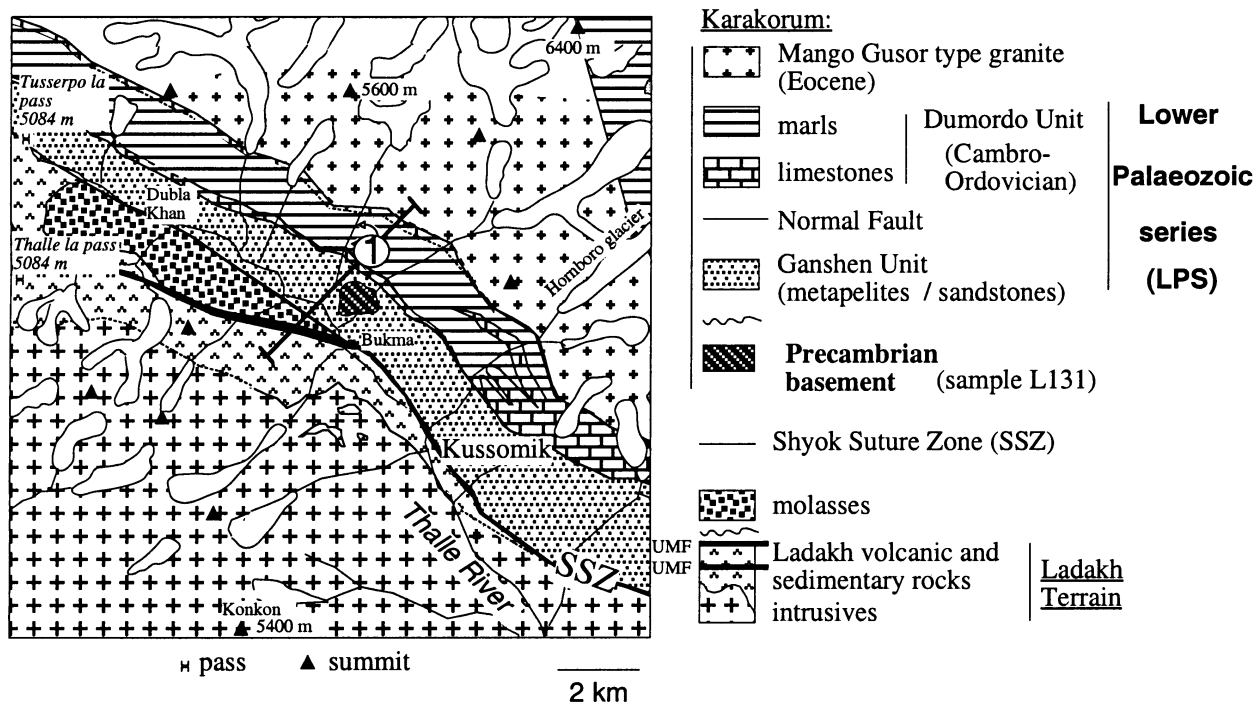 6400 m
5600 m
Tusserpo la
pass
5084 m
Dubla
Khan
Thalle la pass
5084 m
1
Homboro glacier
Bukma
Kussomik
Thalle River
SSZ
Konkon
5400 m
pass
summit
2 km
Karakorum:
Mango Gusor type granite
(Eocene)
marls
limestones
Dumordo Unit
(Cambro-
Ordovician)
Normal Fault
Ganshen Unit
(metapelites / sandstones)
Lower
Palaeozoic
series
(LPS)
Precambrian
basement (sample L131)
Shyok Suture Zone (SSZ)
molasses
UMF
UMF
Ladakh volcanic and
sedimentary rocks
intrusives
Ladakh
Terrain